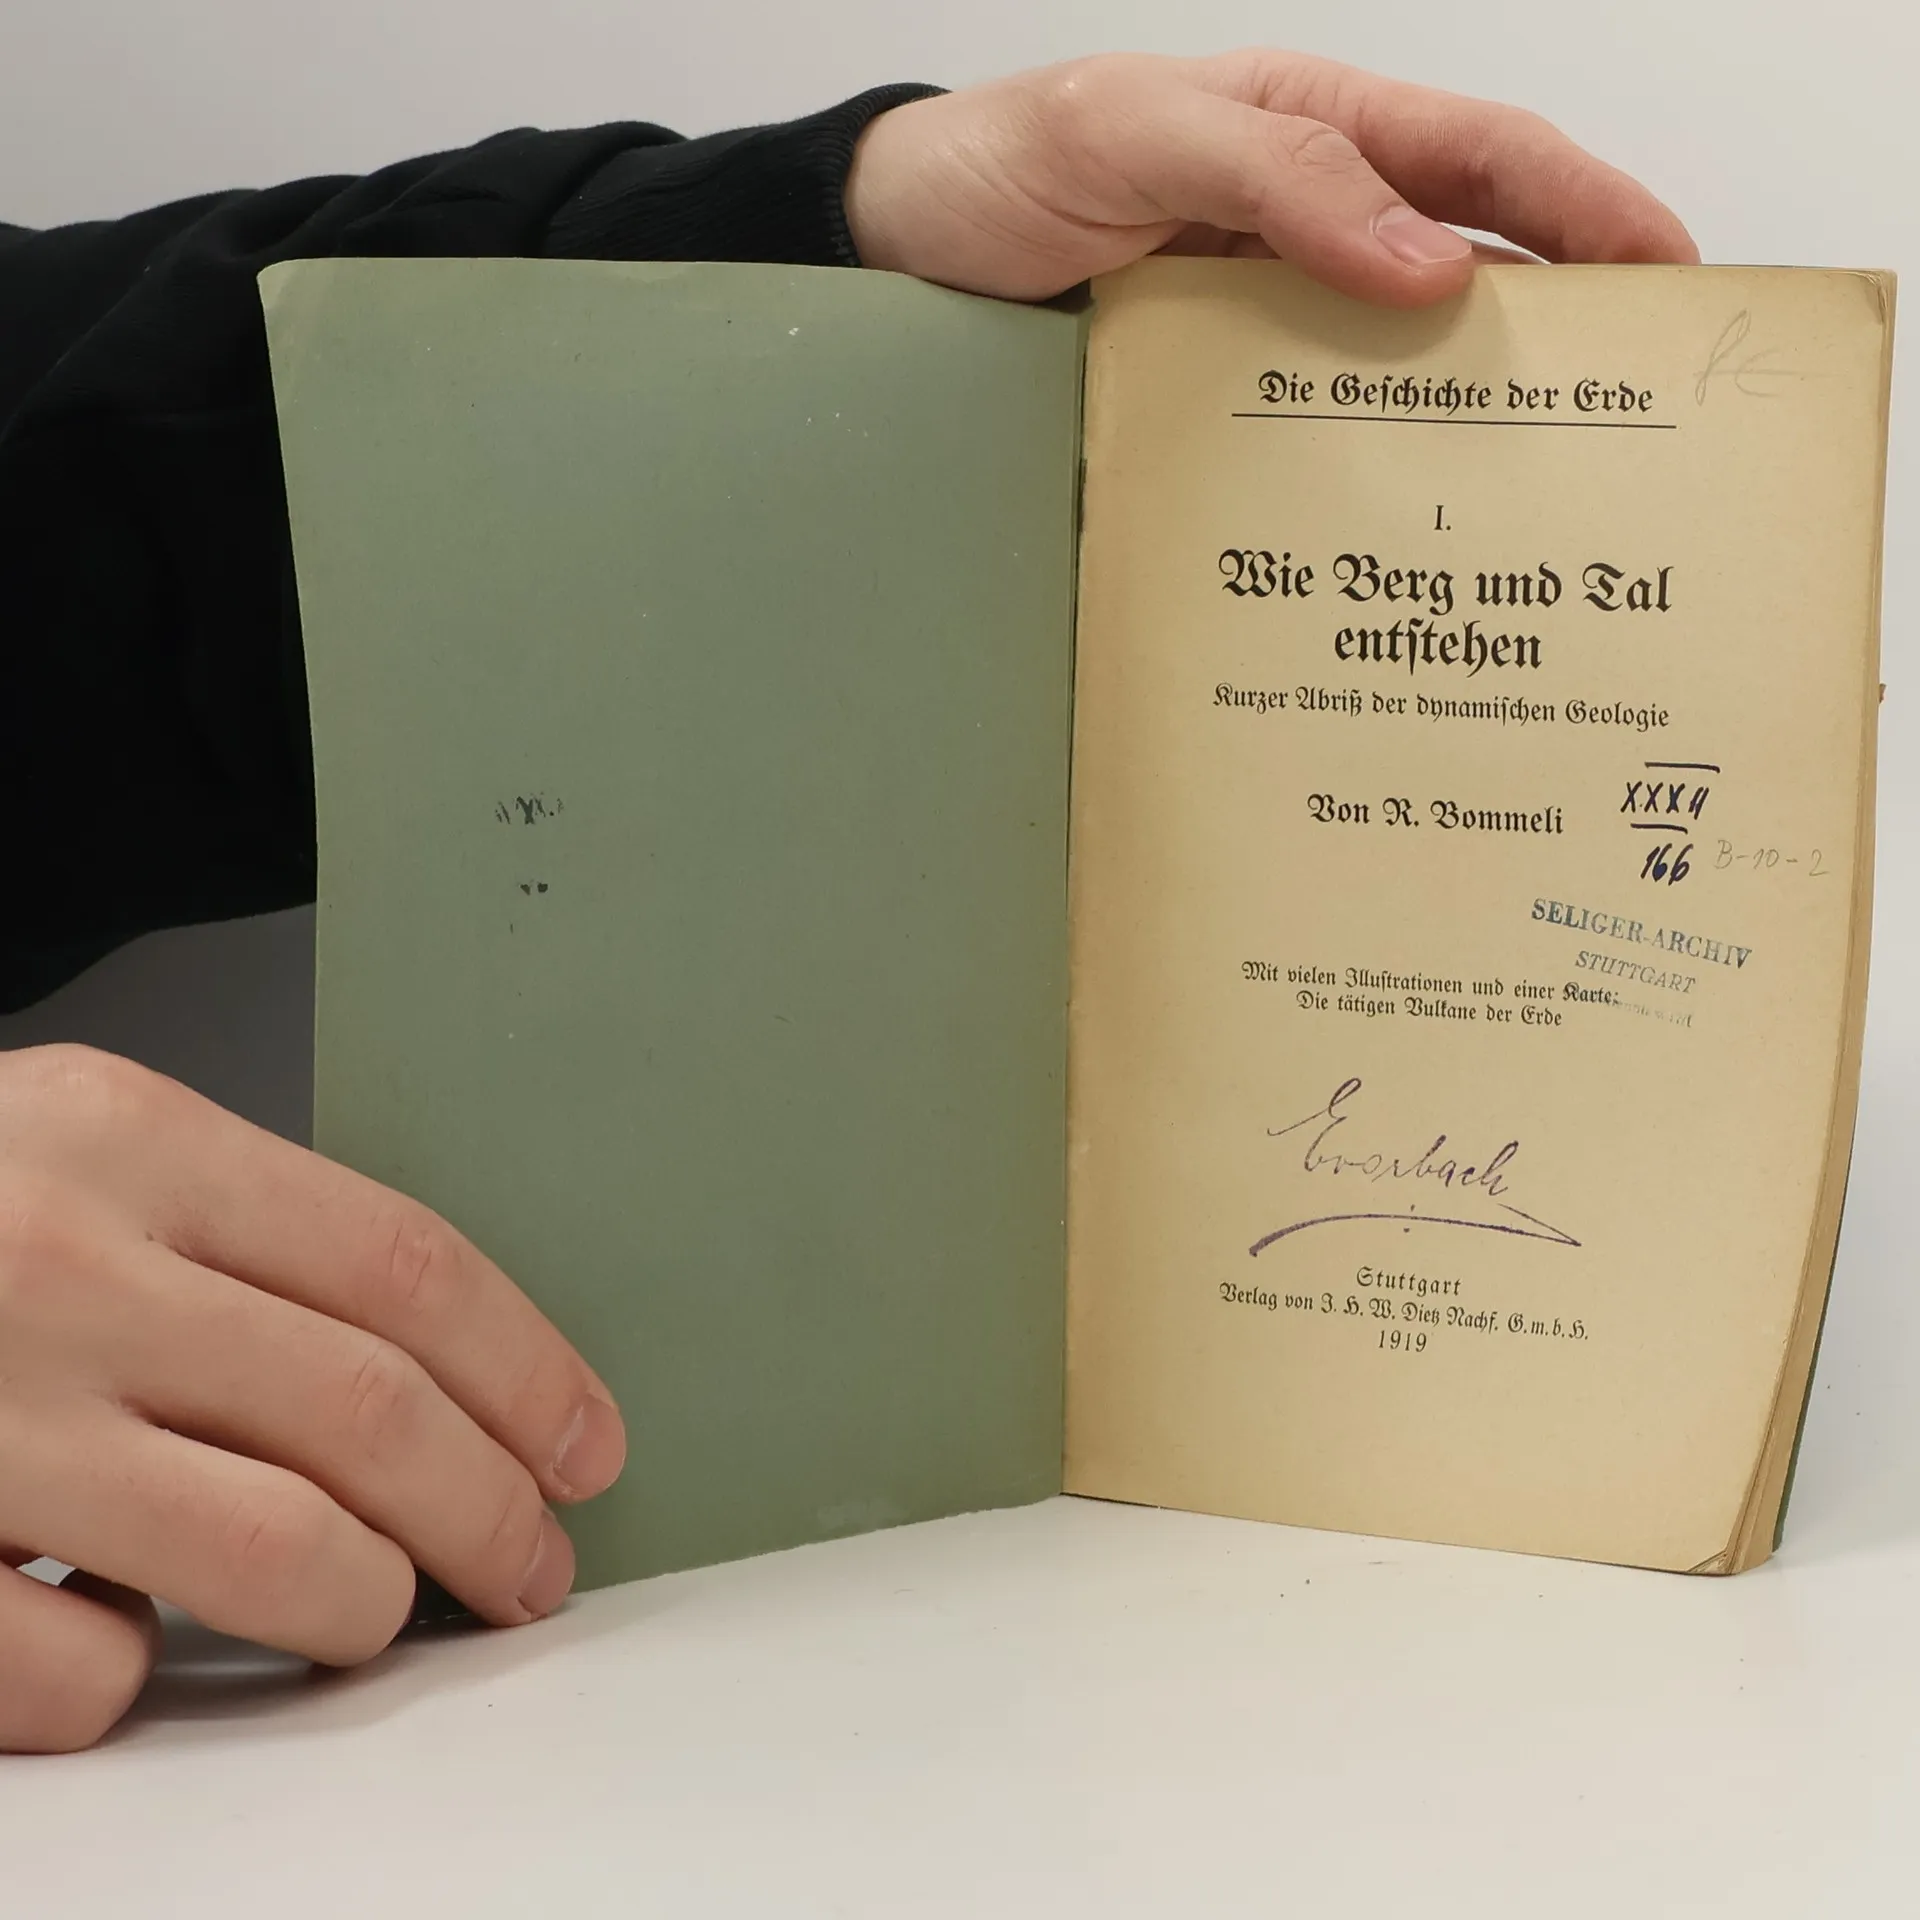 Die Geschichte der Erde
I.
Wie Berg und Tal
entstehen
Kurzer Abriß der dynamischen Geologie
Von R. Bommeli
XXXII
166
B-10-2
SELIGER-ARCHIV
STUTTGART
Mit vielen Illustrationen und einer Karte:
Die tätigen Vulkane der Erde
Stuttgart
Verlag von J. H. W. Dietz Nachf. G.m.b.H.
1919